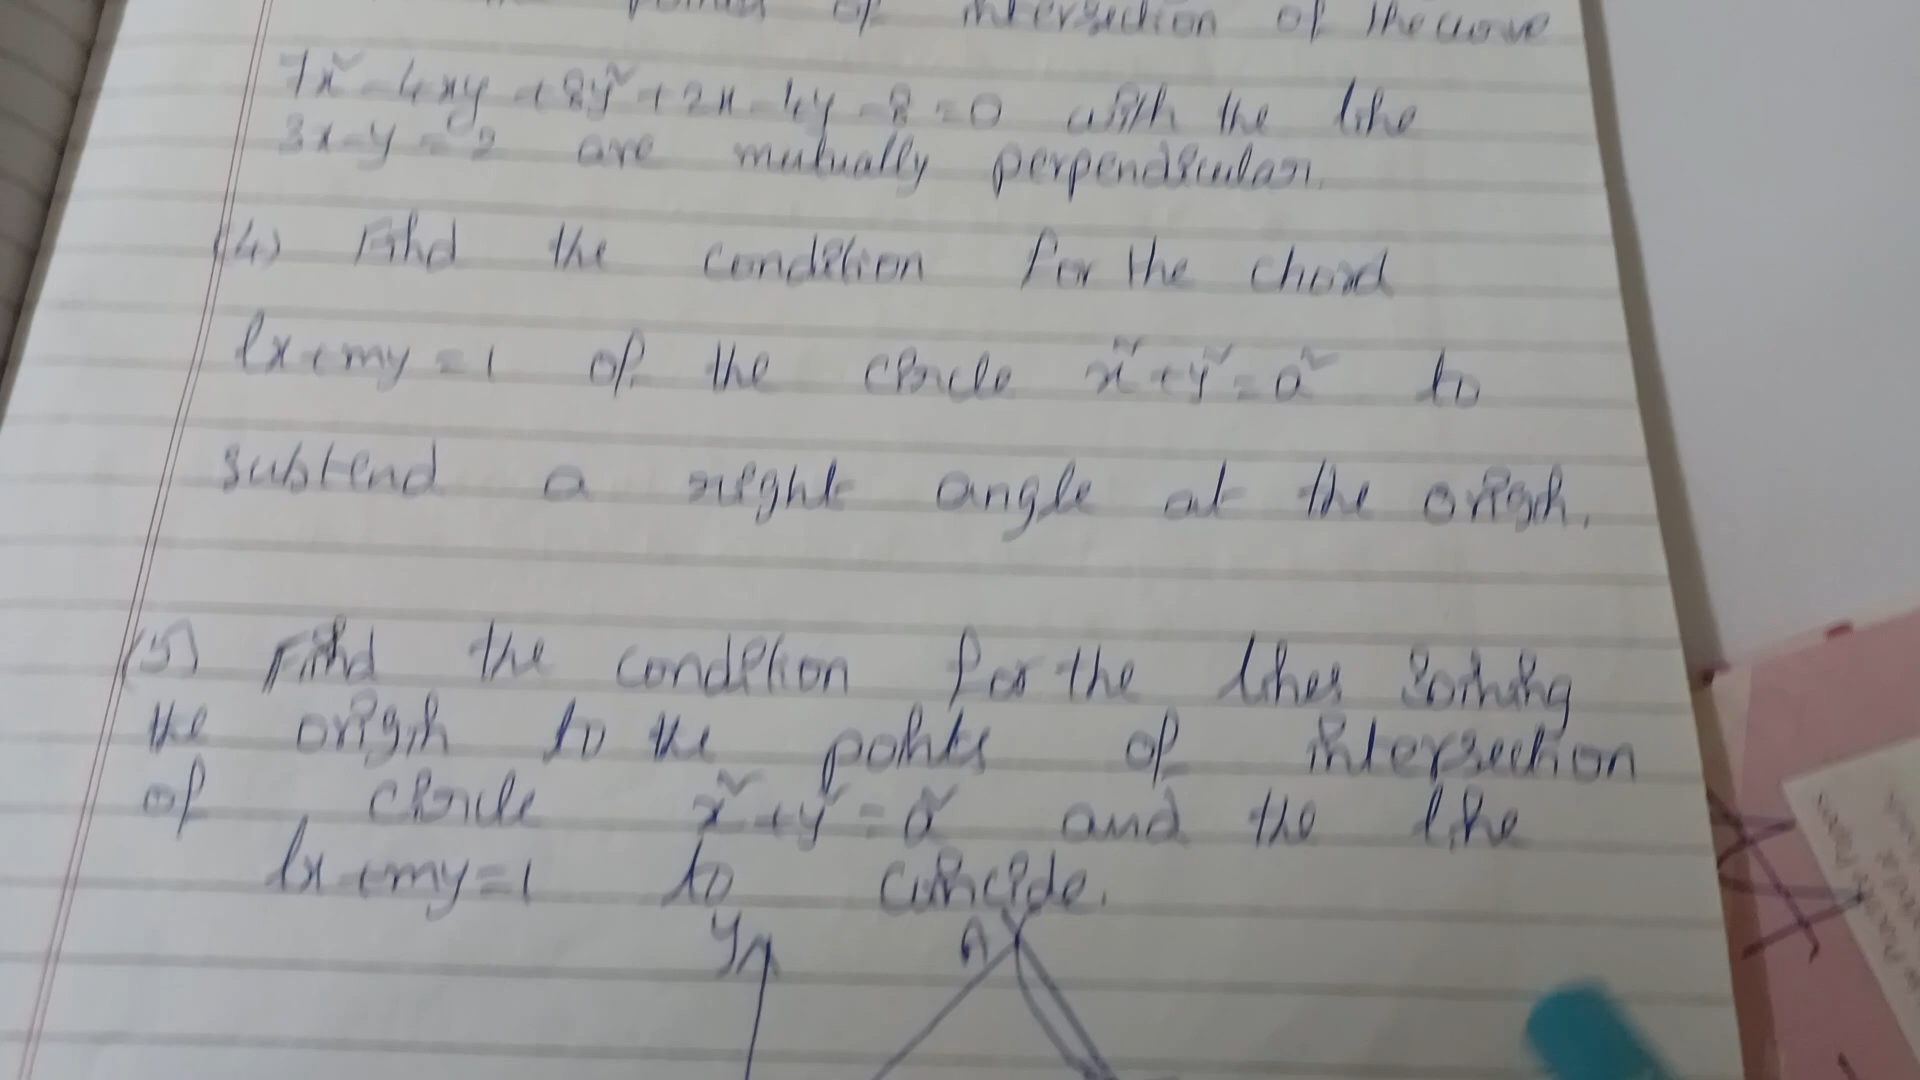 points of intersection of the curve
7x² - 4xy + 8y² + 2x - 4y - 8 = 0 with the line
3x - y = 2 are mutually perpendicular.
(4) Find the condition for the chord
lx + my = 1 of the circle x² + y² = a² to
subtend a right angle at the origin.
(5) Find the condition for the lines joining
the origin to the points of intersection
of circle x² + y² = a² and the line
lx + my = 1 to coincide.
y A